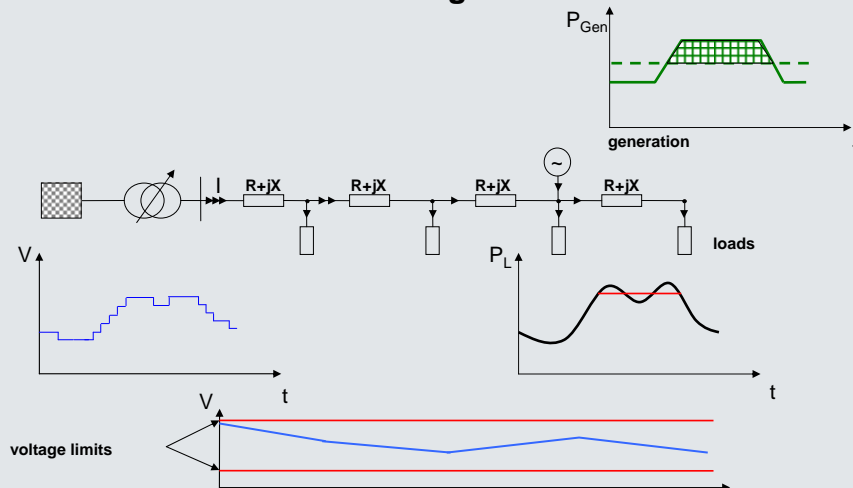 P_Gen
generation
~
I
R+jX
R+jX
R+jX
R+jX
loads
V
t
P_L
t
V
voltage limits